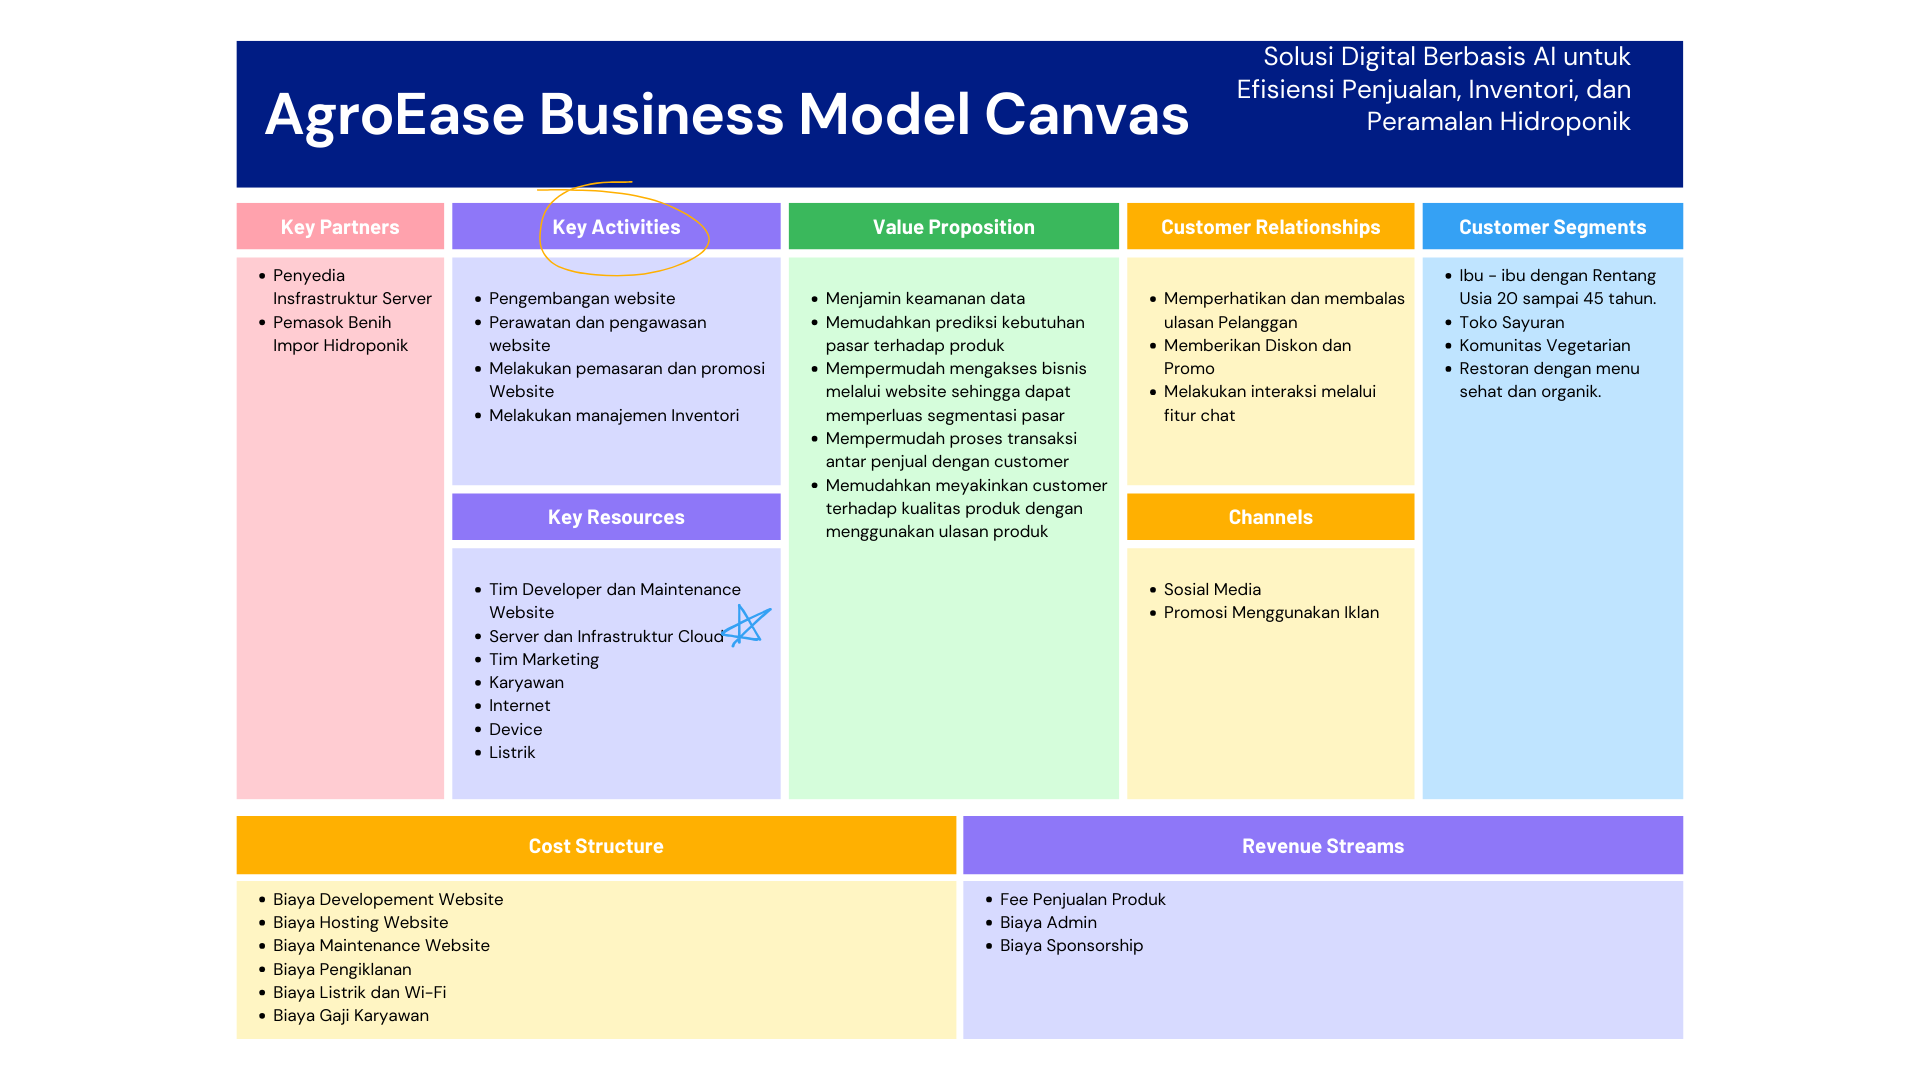 AgroEase Business Model Canvas
Solusi Digital Berbasis AI untuk
Efisiensi Penjualan, Inventori, dan
Peramalan Hidroponik
Key Partners
• Penyedia
Insfrastruktur Server
• Pemasok Benih
Impor Hidroponik
Key Activities
• Pengembangan website
• Perawatan dan pengawasan
website
• Melakukan pemasaran dan promosi
Website
• Melakukan manajemen Inventori
Key Resources
• Tim Developer dan Maintenance
Website
• Server dan Infrastruktur Cloud
• Tim Marketing
• Karyawan
• Internet
• Device
• Listrik
Value Proposition
• Menjamin keamanan data
• Memudahkan prediksi kebutuhan
pasar terhadap produk
• Mempermudah mengakses bisnis
melalui website sehingga dapat
memperluas segmentasi pasar
• Mempermudah proses transaksi
antar penjual dengan customer
• Memudahkan meyakinkan customer
terhadap kualitas produk dengan
menggunakan ulasan produk
Customer Relationships
• Memperhatikan dan membalas
ulasan Pelanggan
• Memberikan Diskon dan
Promo
• Melakukan interaksi melalui
fitur chat
Channels
• Sosial Media
• Promosi Menggunakan Iklan
Customer Segments
• Ibu - ibu dengan Rentang
Usia 20 sampai 45 tahun.
• Toko Sayuran
• Komunitas Vegetarian
• Restoran dengan menu
sehat dan organik.
Cost Structure
• Biaya Developement Website
• Biaya Hosting Website
• Biaya Maintenance Website
• Biaya Pengiklanan
• Biaya Listrik dan Wi-Fi
• Biaya Gaji Karyawan
Revenue Streams
• Fee Penjualan Produk
• Biaya Admin
• Biaya Sponsorship